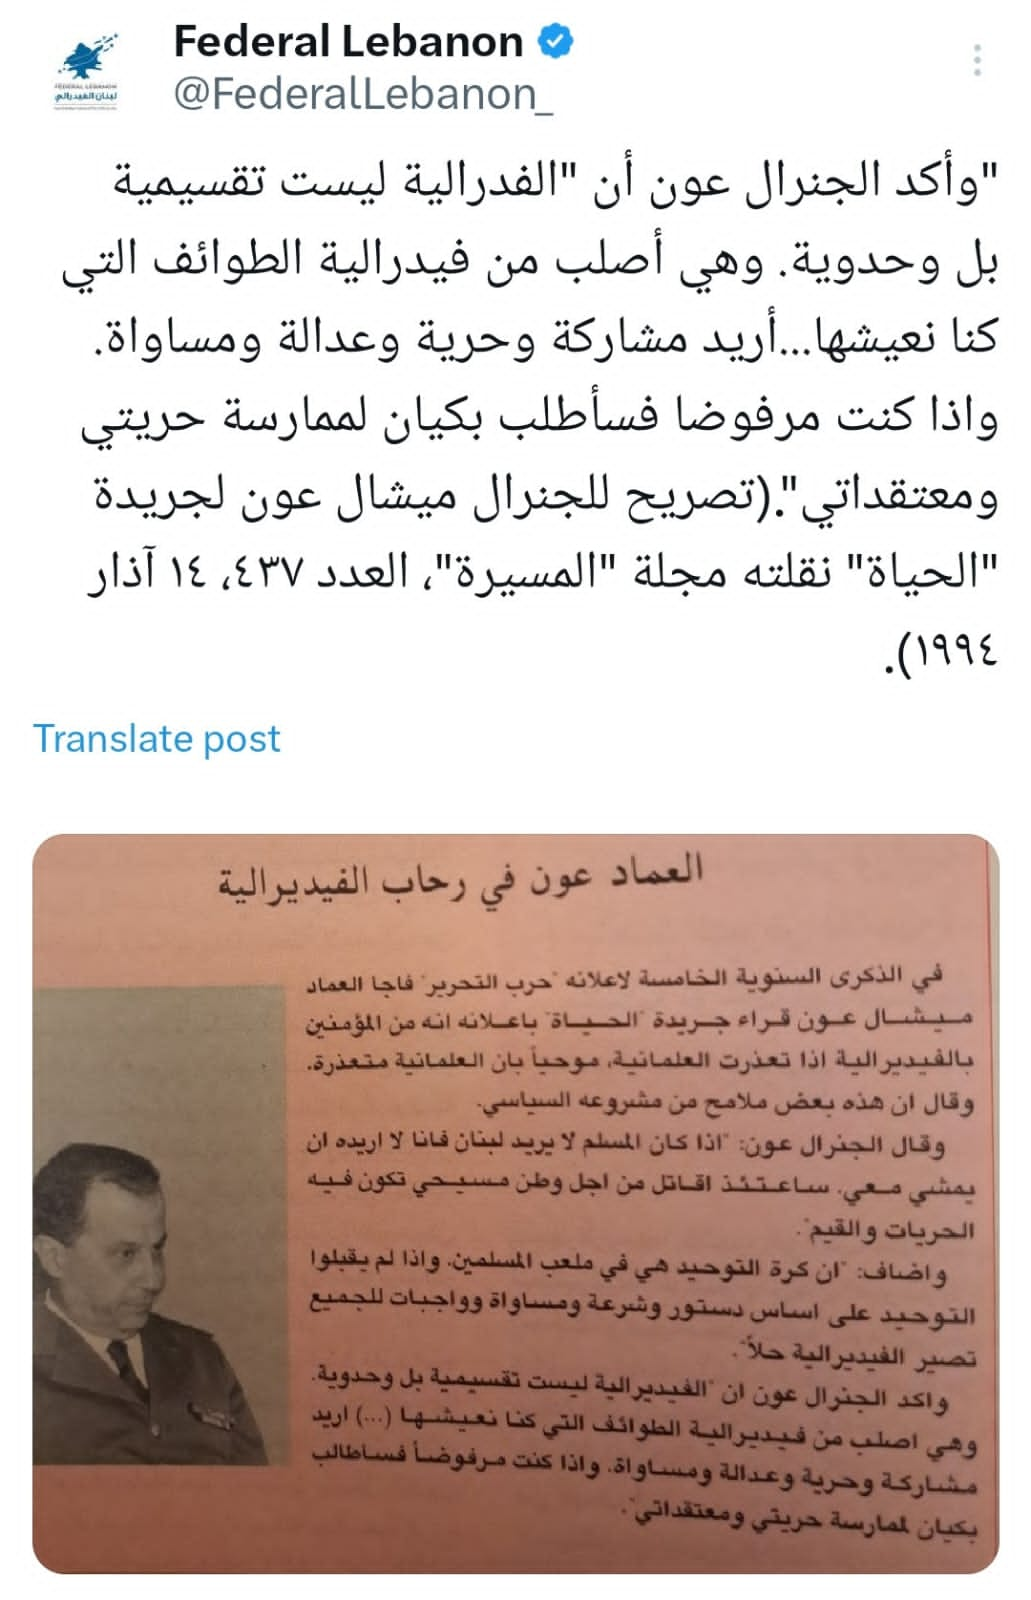 Federal Lebanon
@FederalLebanon_
FEDERAL LEBANON
لبنان الفيدرالي
"وأكد الجنرال عون أن "الفدرالية ليست تقسيمية
بل وحدوية. وهي أصلب من فيدرالية الطوائف التي
كنا نعيشها...أريد مشاركة وحرية وعدالة ومساواة.
واذا كنت مرفوضا فسأطلب بكيان لممارسة حريتي
ومعتقداتي".(تصريح للجنرال ميشال عون لجريدة
"الحياة" نقلته مجلة "المسيرة"، العدد ٤٣٧، ١٤ آذار
١٩٩٤).
Translate post
العماد عون في رحاب الفيديرالية
في الذكرى السنوية الخامسة لاعلانه "حرب التحرير" فاجا العماد
ميشال عون قراء جريدة "الحياة" باعلانه انه من المؤمنين
بالفيديرالية اذا تعذرت العلمانية، موحياً بان العلمانية متعذرة.
وقال ان هذه بعض ملامح من مشروعه السياسي.
وقال الجنرال عون: "اذا كان المسلم لا يريد لبنان فانا لا اريده ان
يمشي معي. ساعتئذ اقاتل من اجل وطن مسيحي تكون فيه
الحريات والقيم".
واضاف: "ان كرة التوحيد هي في ملعب المسلمين. واذا لم يقبلوا
التوحيد على اساس دستور وشرعة ومساواة وواجبات للجميع
تصير الفيديرالية حلاً".
واكد الجنرال عون ان "الفيديرالية ليست تقسيمية بل وحدوية.
وهي اصلب من فيديرالية الطوائف التي كنا نعيشها (...) اريد
مشاركة وحرية وعدالة ومساواة. واذا كنت مرفوضاً فساطالب
بكيان لممارسة حريتي ومعتقداتي".